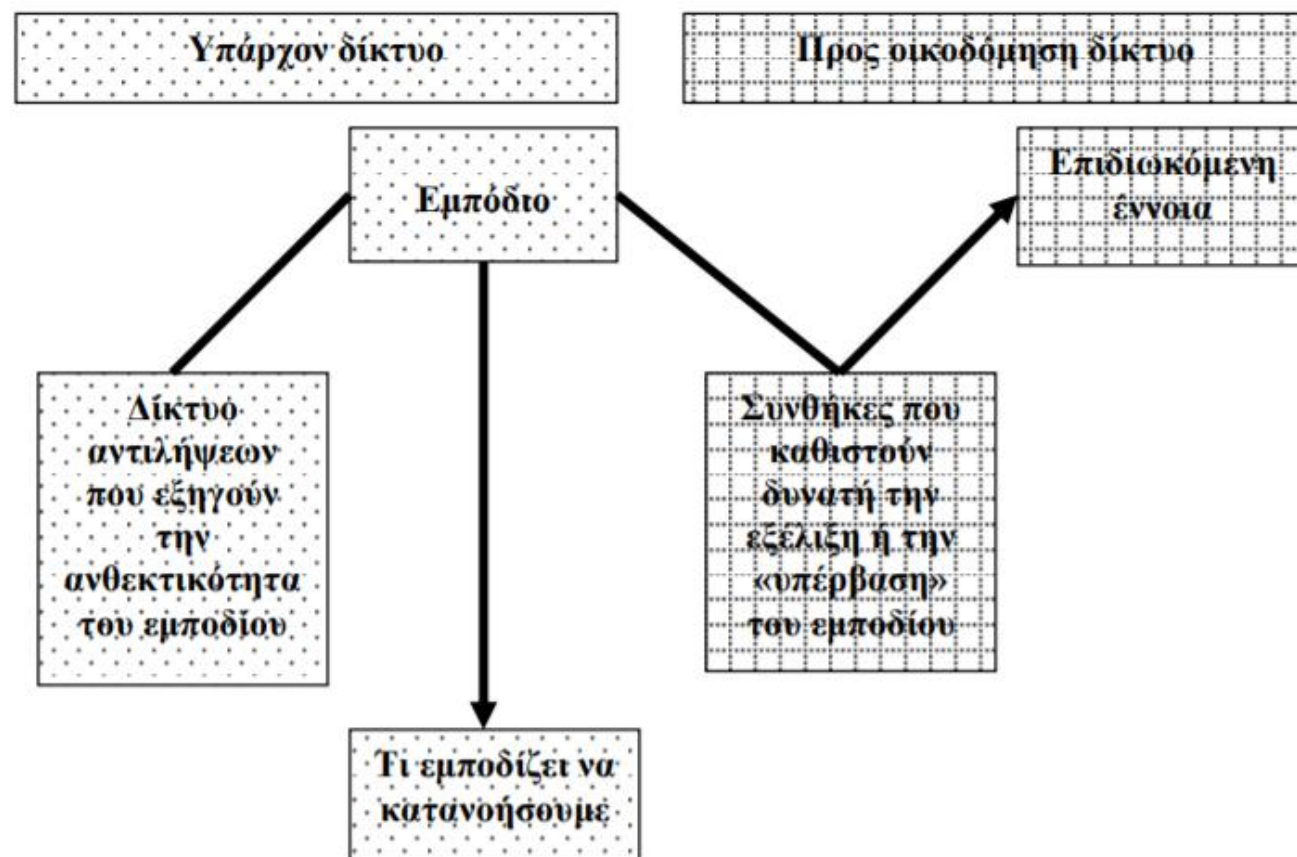 Υπάρχον δίκτυο
Προς οικοδόμηση δίκτυο
Εμπόδιο
Επιδιωκόμενη
έννοια
Δίκτυο
αντιλήψεων
που εξηγούν
την
ανθεκτικότητα
του εμποδίου
Συνθήκες που
καθιστούν
δυνατή την
εξέλιξη ή την
«υπέρβαση»
του εμποδίου
Τι εμποδίζει να
κατανοήσουμε